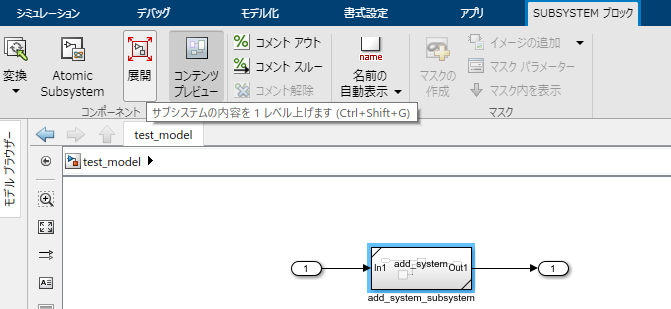 シミュレーション デバッグ モデル化 書式設定 アプリ SUBSYSTEM ブロック
変換 Atomic Subsystem 展開 コンテンツ プレビュー
コメント アウト
コメント スルー
コメント解除
name
名前の自動表示
マスクの作成
イメージの追加
マスク パラメーター
マスク内を表示
コンポーネント マスク
サブシステムの内容を 1 レベル上げます (Ctrl+Shift+G)
モデル ブラウザー
test_model
test_model
1 In1 add_system Out1 1
add_system_subsystem